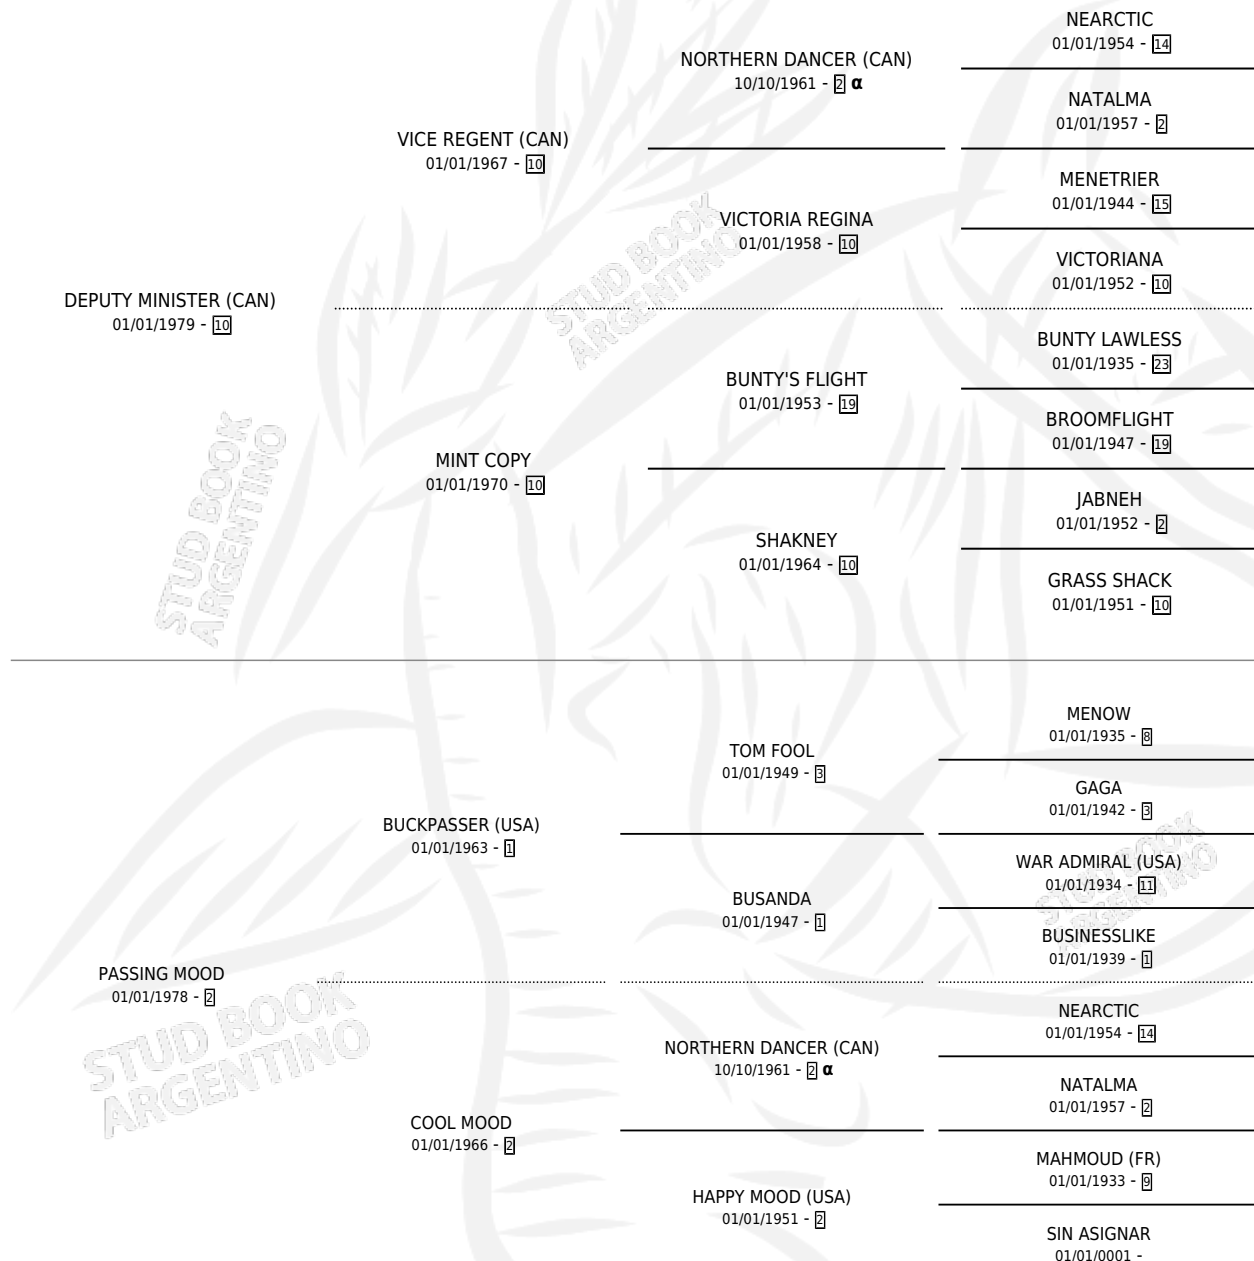 NEARCTIC
01/01/1954 - 14
NORTHERN DANCER (CAN)
10/10/1961 - 2 α
NATALMA
01/01/1957 - 2
VICE REGENT (CAN)
01/01/1967 - 10
MENETRIER
01/01/1944 - 15
VICTORIA REGINA
01/01/1958 - 10
VICTORIANA
01/01/1952 - 10
DEPUTY MINISTER (CAN)
01/01/1979 - 10
BUNTY LAWLESS
01/01/1935 - 23
BUNTY'S FLIGHT
01/01/1953 - 19
BROOMFLIGHT
01/01/1947 - 19
MINT COPY
01/01/1970 - 10
JABNEH
01/01/1952 - 2
SHAKNEY
01/01/1964 - 10
GRASS SHACK
01/01/1951 - 10
STUD BOOK
ARGENTINO
STUD BOOK
ARGENTINO
MENOW
01/01/1935 - 8
TOM FOOL
01/01/1949 - 3
GAGA
01/01/1942 - 3
BUCKPASSER (USA)
01/01/1963 - 1
WAR ADMIRAL (USA)
01/01/1934 - 11
BUSANDA
01/01/1947 - 1
BUSINESSLIKE
01/01/1939 - 1
STUD BOOK
ARGENTINO
PASSING MOOD
01/01/1978 - 2
NEARCTIC
01/01/1954 - 14
NORTHERN DANCER (CAN)
10/10/1961 - 2 α
NATALMA
01/01/1957 - 2
COOL MOOD
01/01/1966 - 2
MAHMOUD (FR)
01/01/1933 - 9
HAPPY MOOD (USA)
01/01/1951 - 2
SIN ASIGNAR
01/01/0001 -
STUD BOOK
ARGENTINO